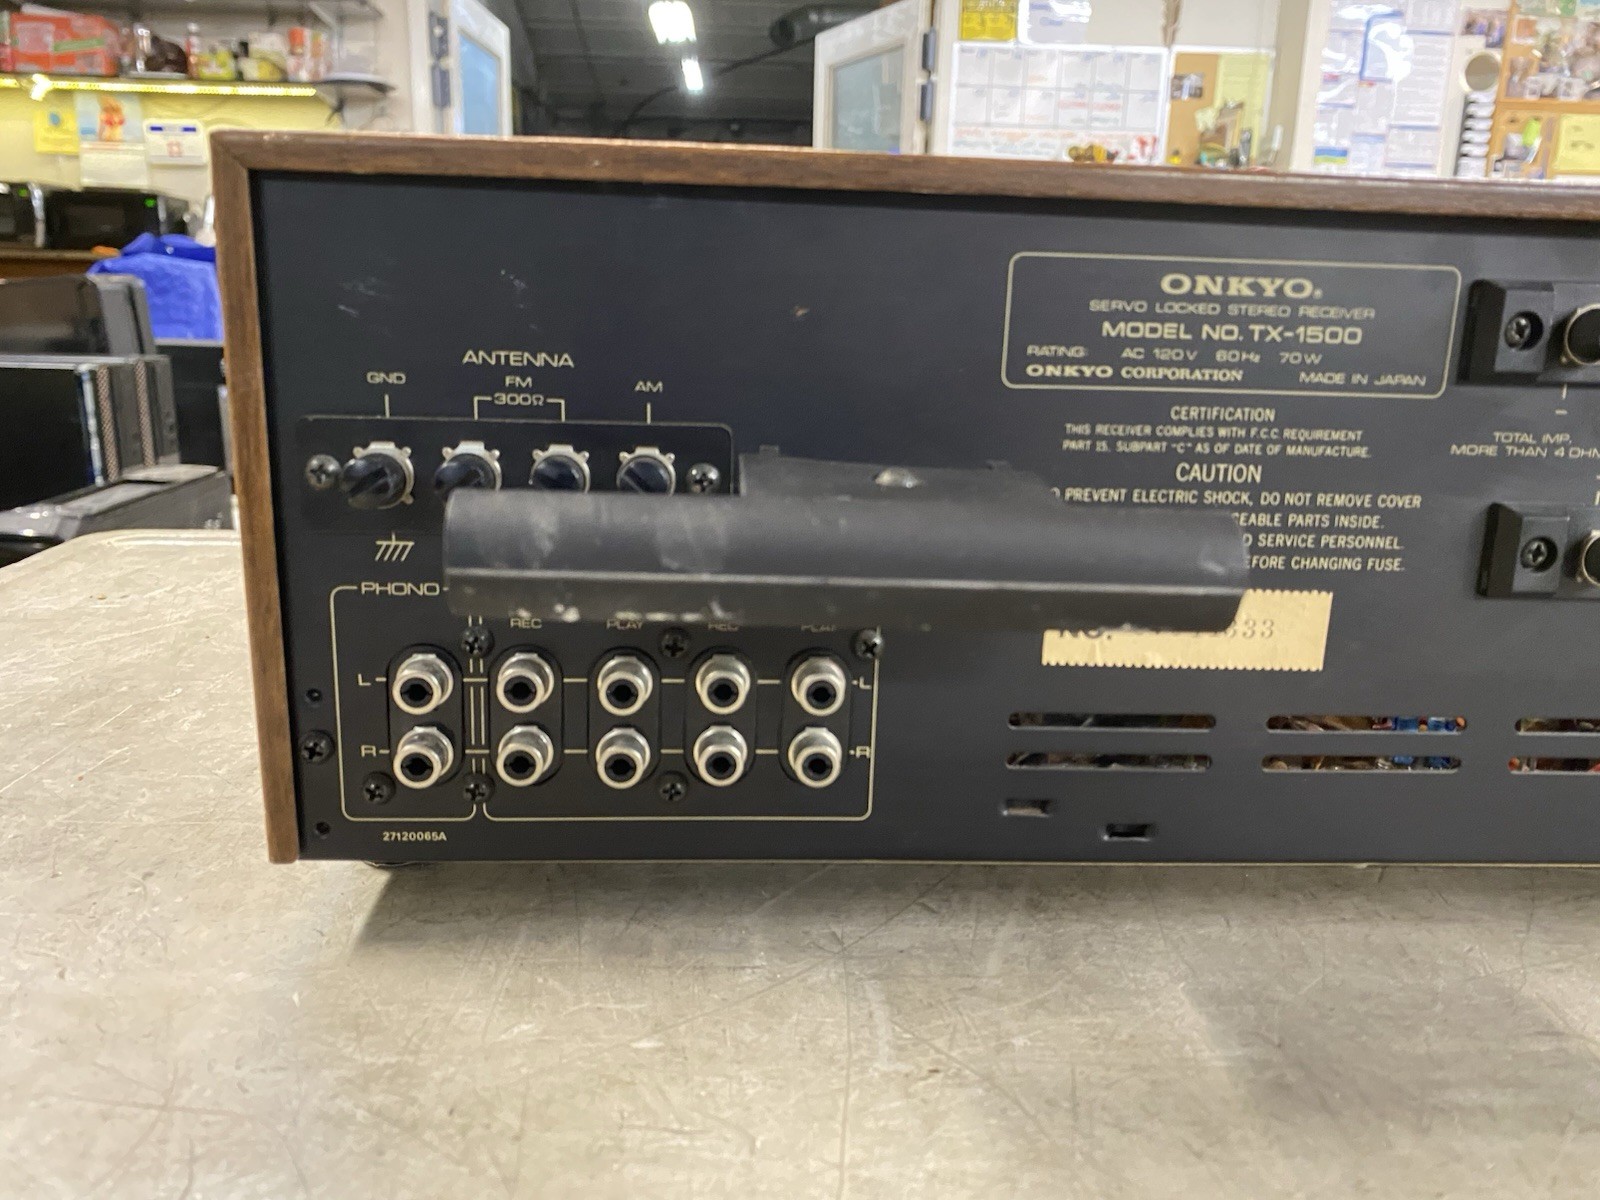 ONKYO
SERVO LOCKED STEREO RECEIVER
MODEL NO. TX-1500
RATING: AC 120V 60Hz 70W
ONKYO CORPORATION MADE IN JAPAN
ANTENNA
GND
FM
300Ω
AM
CERTIFICATION
THIS RECEIVER COMPLIES WITH F.C.C. REQUIREMENT
PART 15. SUBPART "C" AS OF DATE OF MANUFACTURE.
CAUTION
PREVENT ELECTRIC SHOCK, DO NOT REMOVE COVER
PARTS INSIDE.
SERVICE PERSONNEL.
CHANGING FUSE.
TOTAL IMP.
MORE THAN 4
PHONO
REC PLAY REC PLAY
NO.
L L
R R
27120065A